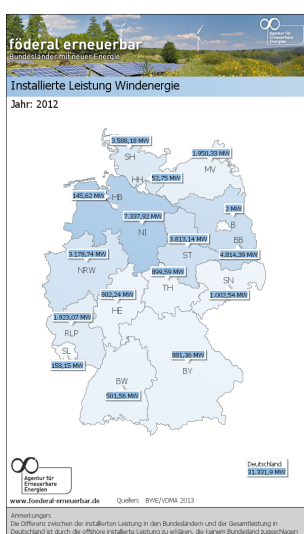 föderal erneuerbar
Bundesländer mit neuer Energie
Agentur für
Erneuerbare
Energien
Installierte Leistung Windenergie
Jahr: 2012
3.588,18 MW
SH
1.950,33 MW
HH
52,75 MW
MV
145,62 MW
HB
7.337,92 MW
2 MW
NI
B
3.813,14 MW
BB
3.178,74 MW
ST
4.814,39 MW
NRW
899,59 MW
802,24 MW
TH
SN
1.002,54 MW
HE
1.923,07 MW
RLP
SL
881,36 MW
158,15 MW
BW
BY
501,56 MW
Deutschland
31.331,9 MW
Agentur für
Erneuerbare
Energien
www.foederal-erneuerbar.de Quellen: BWE/VDMA 2013
Anmerkungen:
Die Differenz zwischen der installierten Leistung in den Bundesländern und der Gesamtleistung in
Deutschland ist durch die offshore installierte Leistung zu erklären, die keinem Bundesland zugeschlagen